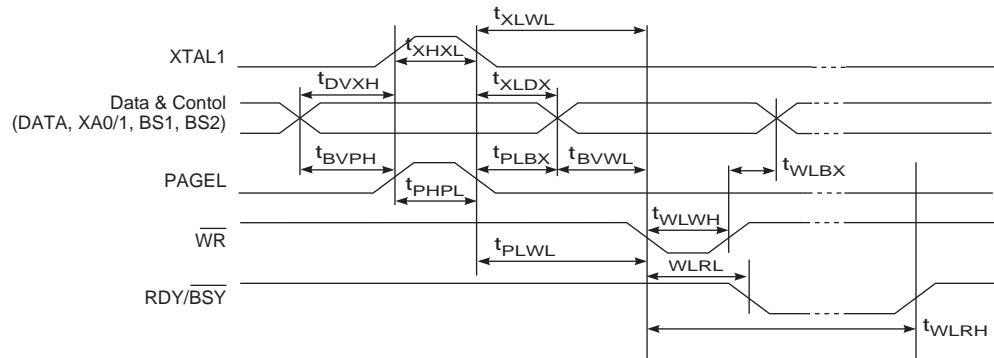 tXLWL
XTAL1
tXHXL
tDVXH
tXLDX
Data & Contol
(DATA, XA0/1, BS1, BS2)
tBVPH
tPLBX
tBVWL
tWLBX
PAGEL
tPHPL
tWLWH
WR
tPLWL
WLRL
RDY/BSY
tWLRH